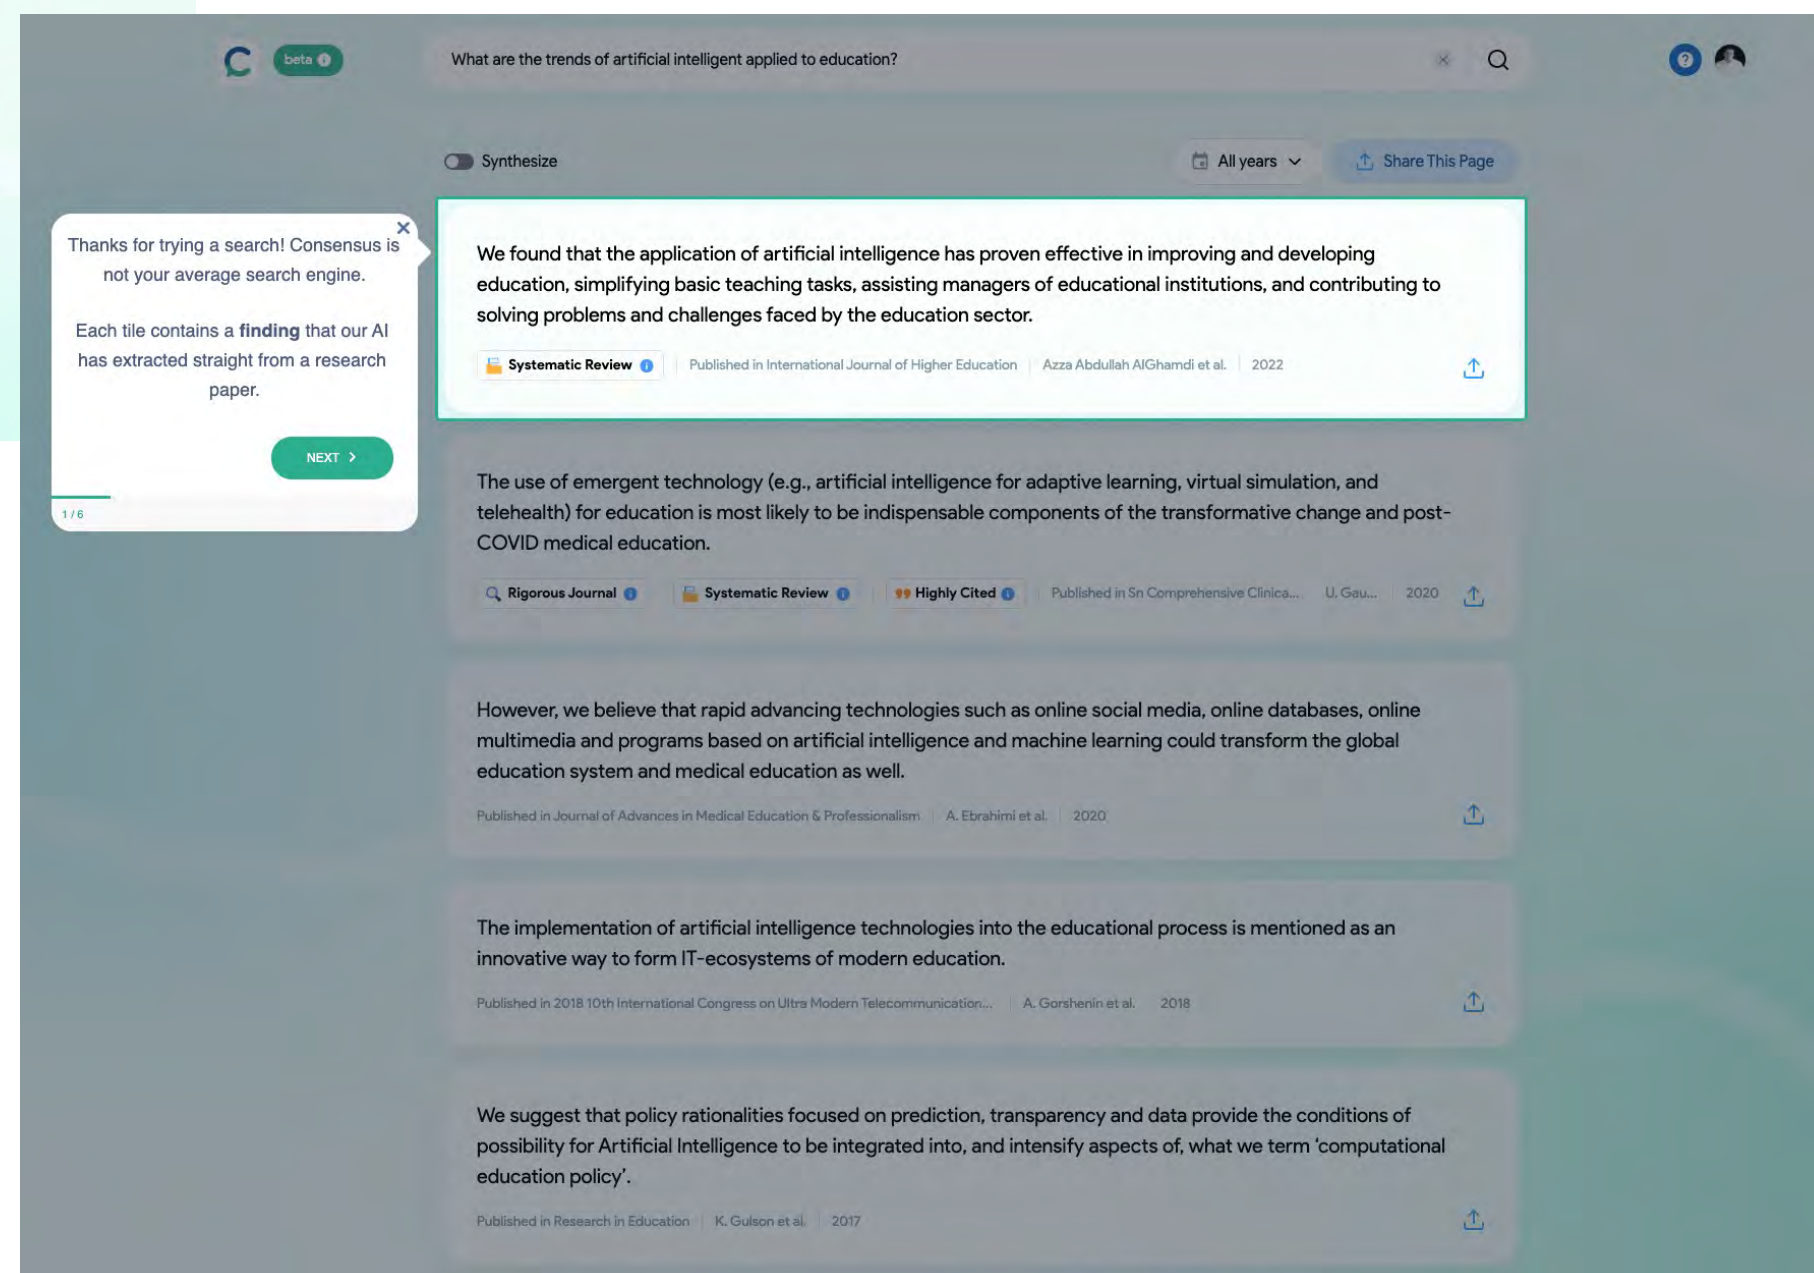 beta
What are the trends of artificial intelligent applied to education?
Synthesize
All years
Share This Page
Thanks for trying a search! Consensus is
not your average search engine.
Each tile contains a finding that our AI
has extracted straight from a research
paper.
NEXT
1 / 6
We found that the application of artificial intelligence has proven effective in improving and developing
education, simplifying basic teaching tasks, assisting managers of educational institutions, and contributing to
solving problems and challenges faced by the education sector.
Systematic Review Published in International Journal of Higher Education Azza Abdullah AlGhamdi et al. 2022
The use of emergent technology (e.g., artificial intelligence for adaptive learning, virtual simulation, and
telehealth) for education is most likely to be indispensable components of the transformative change and post-
COVID medical education.
Rigorous Journal Systematic Review Highly Cited Published in Sn Comprehensive Clinica... U. Gau... 2020
However, we believe that rapid advancing technologies such as online social media, online databases, online
multimedia and programs based on artificial intelligence and machine learning could transform the global
education system and medical education as well.
Published in Journal of Advances in Medical Education & Professionalism A. Ebrahimi et al. 2020
The implementation of artificial intelligence technologies into the educational process is mentioned as an
innovative way to form IT-ecosystems of modern education.
Published in 2018 10th International Congress on Ultra Modern Telecommunication... A. Gorshenin et al. 2018
We suggest that policy rationalities focused on prediction, transparency and data provide the conditions of
possibility for Artificial Intelligence to be integrated into, and intensify aspects of, what we term ‘computational
education policy’.
Published in Research in Education K. Gulson et al. 2017